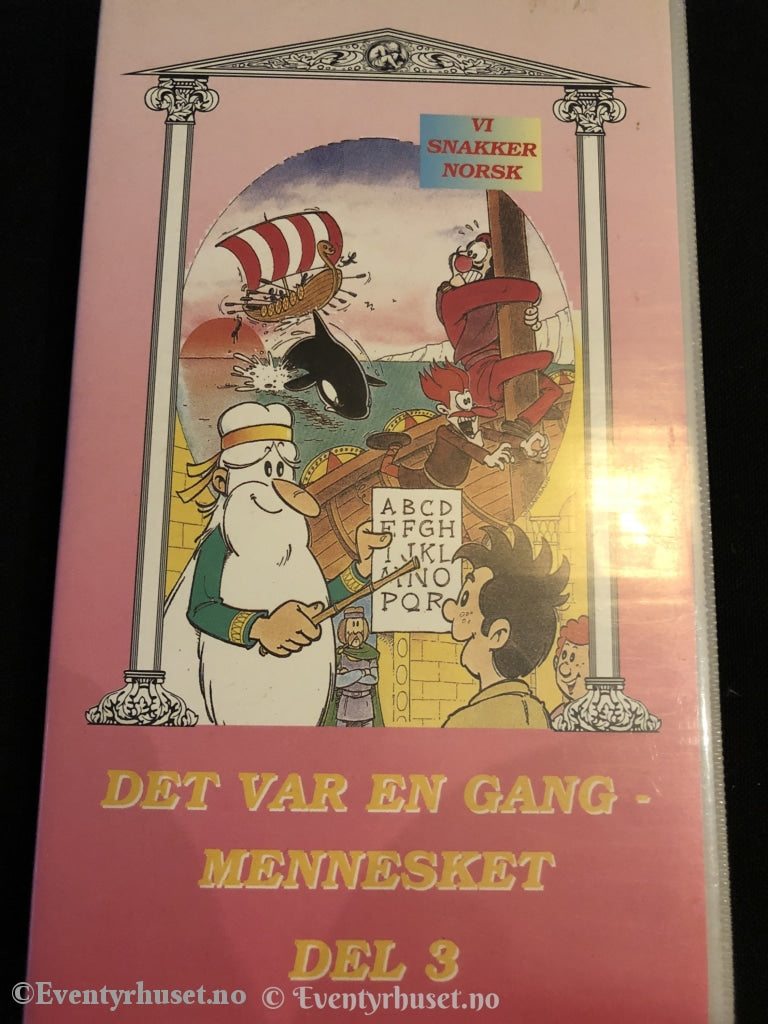 VI
SNAKKER
NORSK
ABCD
EFGH
IJKL
MNO
PQR
DET VAR EN GANG -
MENNESKET
DEL 3
©Eventyrhuset.no © Eventyrhuset.no